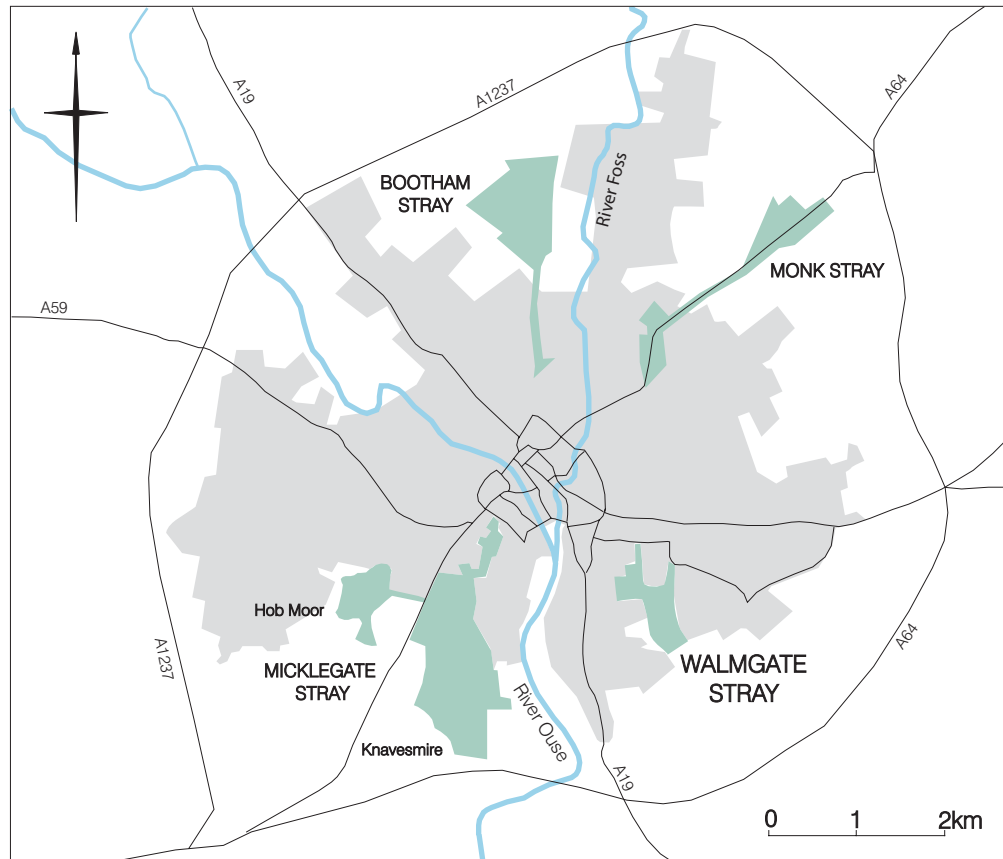 A19
A1237
A64
BOOTHAM
STRAY
River Foss
MONK STRAY
A59
Hob Moor
MICKLEGATE
STRAY
A1237
WALMGATE
STRAY
A64
River Ouse
Knavesmire
A19
0 1 2km